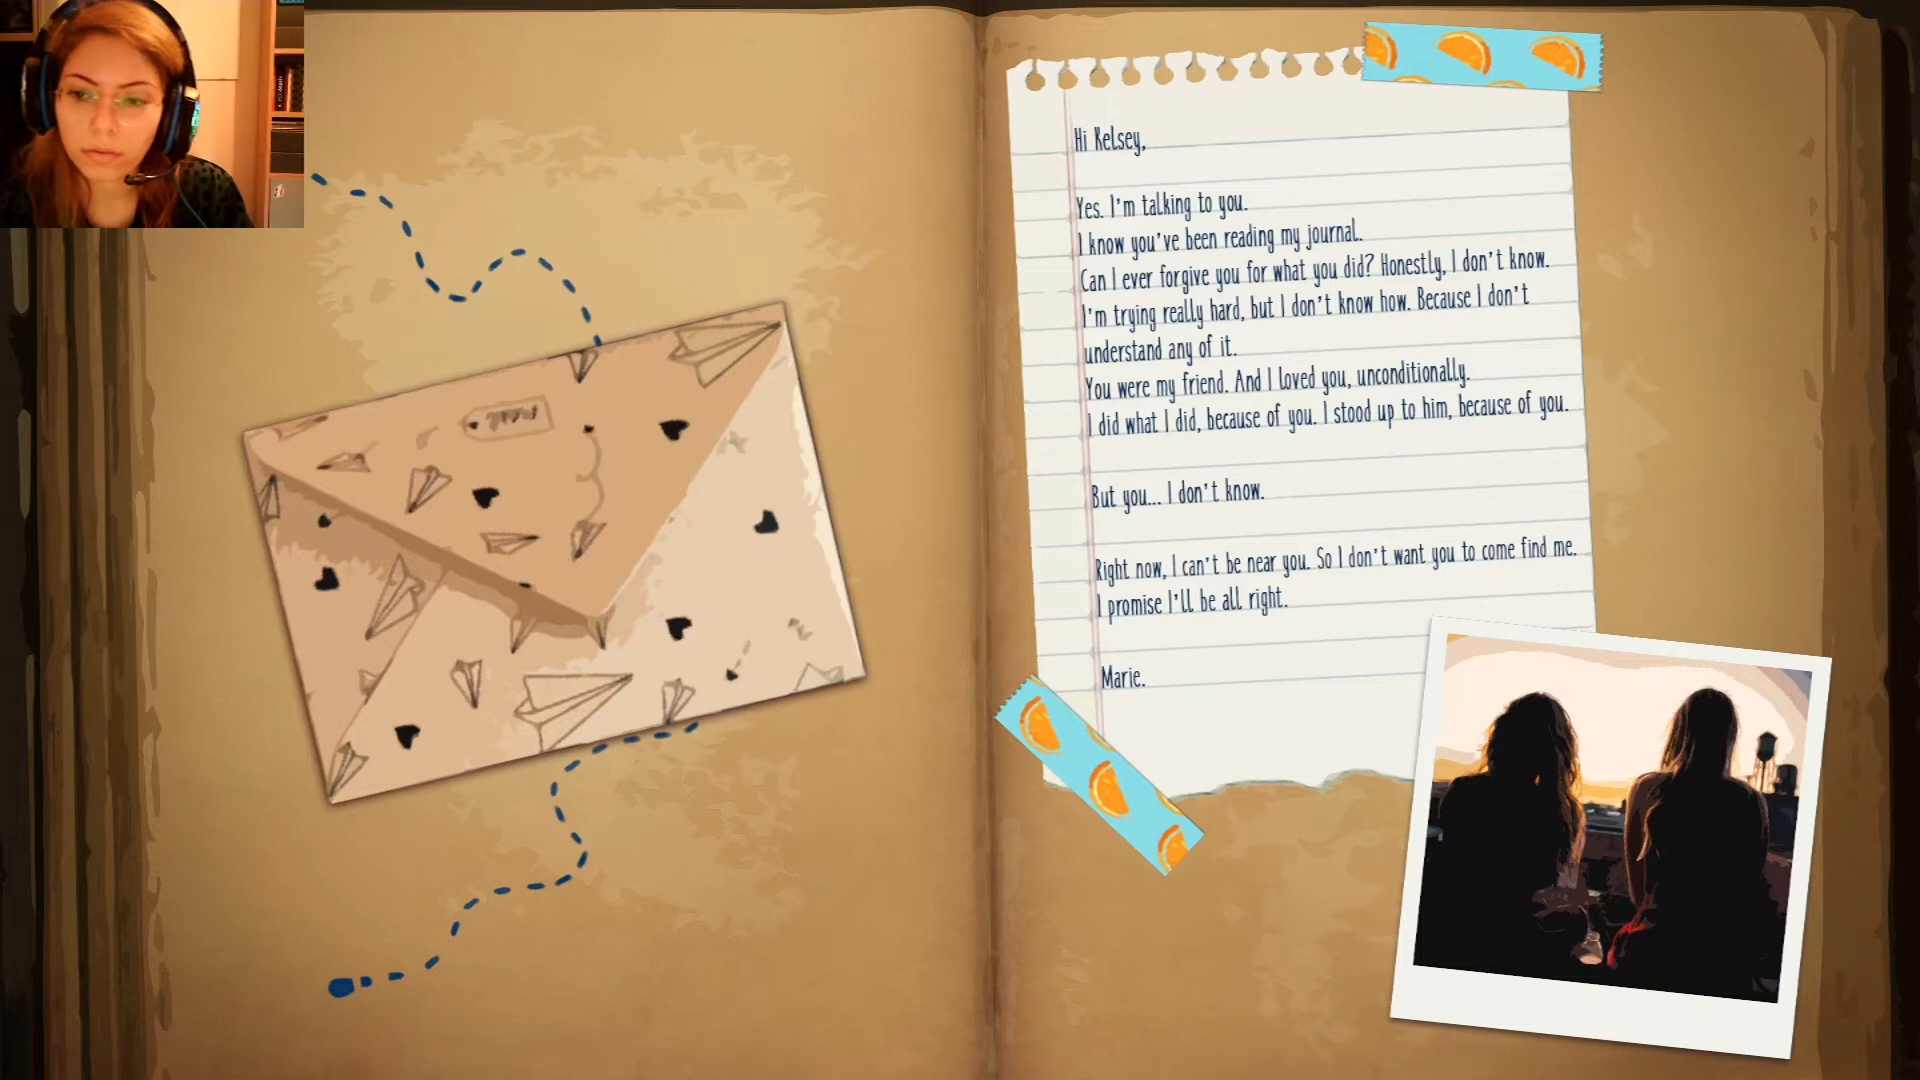 Hi Kelsey,
Yes. I'm talking to you.
I know you've been reading my journal.
Can I ever forgive you for what you did? Honestly, I don't know.
I'm trying really hard, but I don't know how. Because I don't
understand any of it.
You were my friend. And I loved you, unconditionally.
I did what I did, because of you. I stood up to him, because of you.
But you... I don't know.
Right now, I can't be near you. So I don't want you to come find me.
I promise I'll be all right.
Marie.